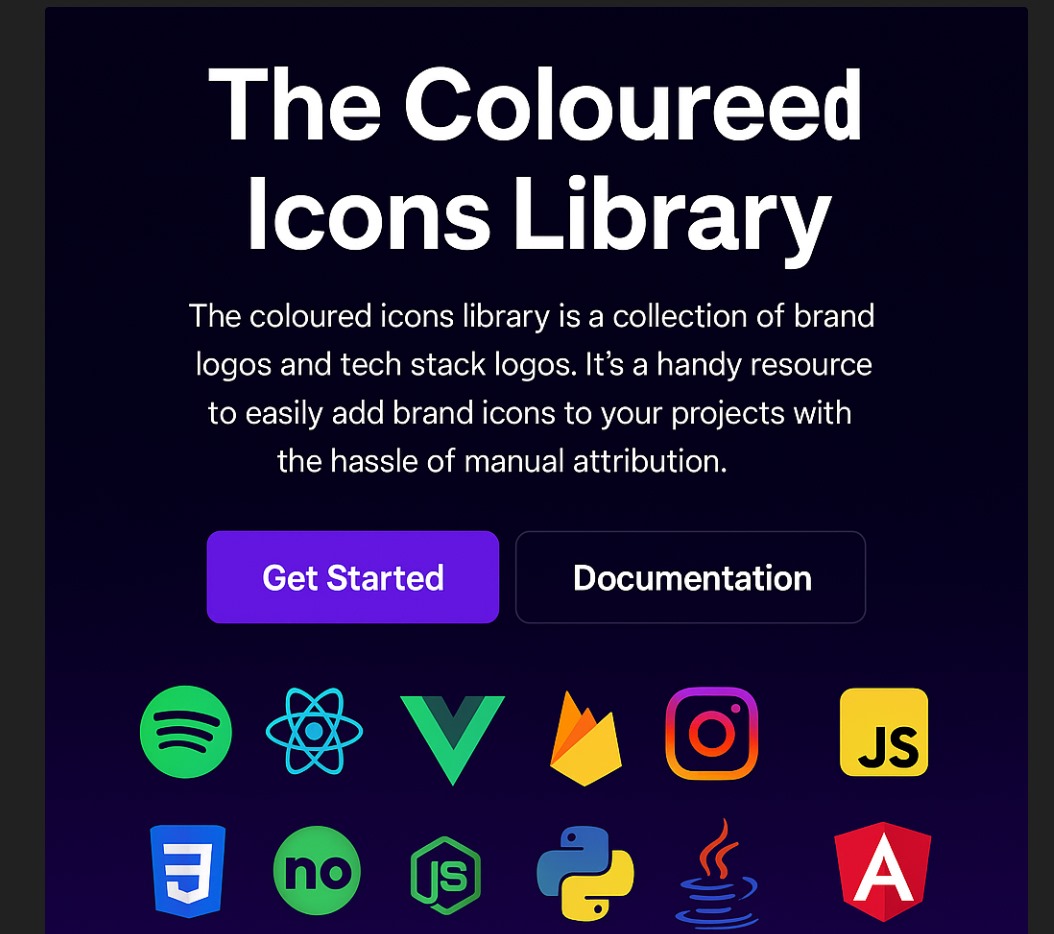 The Coloureed
Icons Library
The coloured icons library is a collection of brand
logos and tech stack logos. It’s a handy resource
to easily add brand icons to your projects with
the hassle of manual attribution.
Get Started
Documentation
JS
3
no
JS
A